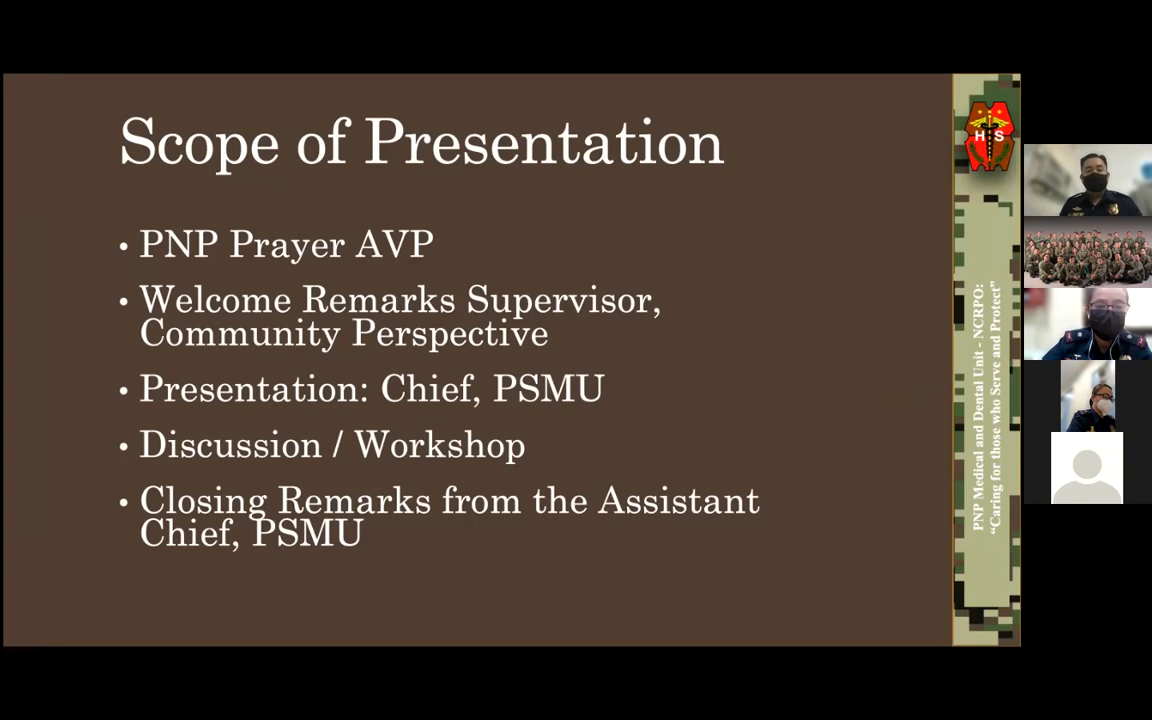 Scope of Presentation
• PNP Prayer AVP
• Welcome Remarks Supervisor,
Community Perspective
• Presentation: Chief, PSMU
• Discussion / Workshop
• Closing Remarks from the Assistant
Chief, PSMU
H S
PNP Medical and Dental Unit - NCRPO:
“Caring for those who Serve and Protect”